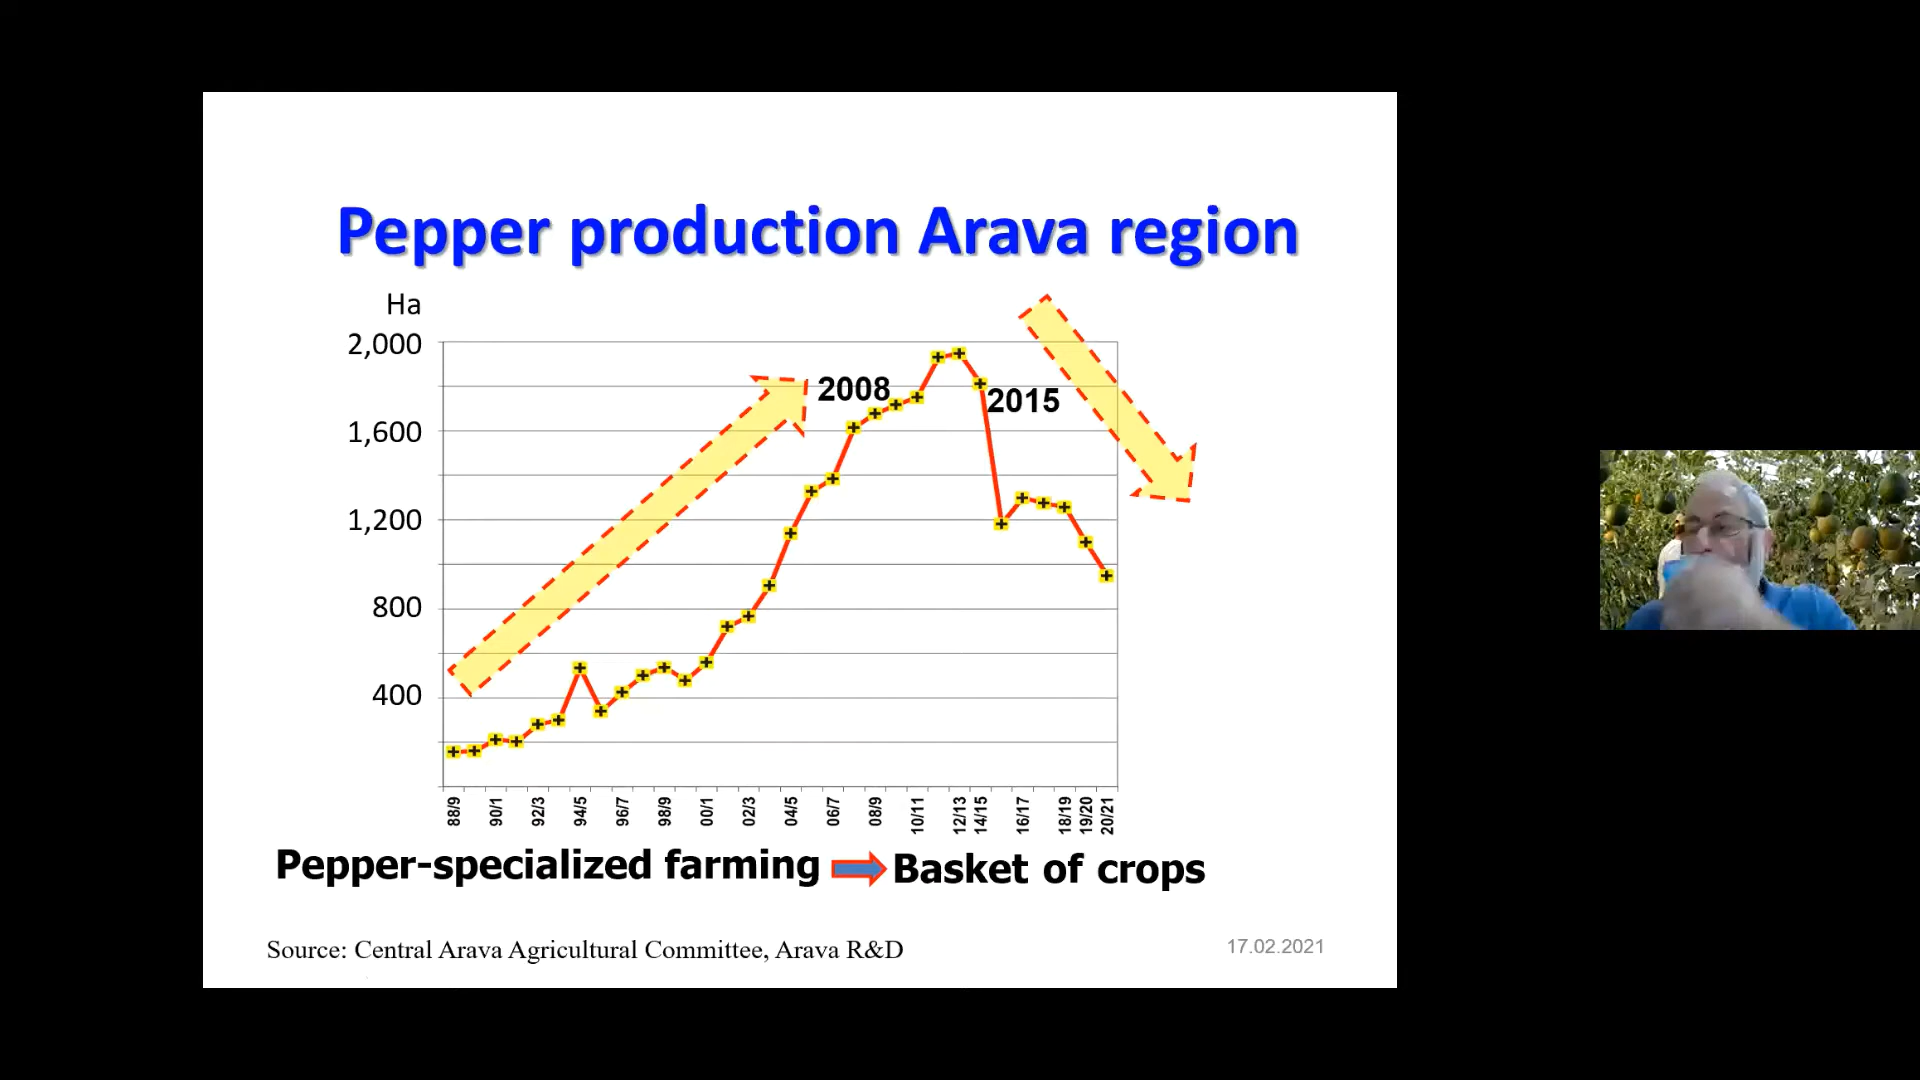 Pepper production Arava region
Ha
2,000
1,600
1,200
800
400
2008
2015
88/9 90/1 92/3 94/5 96/7 98/9 00/1 02/3 04/5 06/7 08/9 10/11 12/13 14/15 16/17 18/19 19/20 20/21
Pepper-specialized farming Basket of crops
Source: Central Arava Agricultural Committee, Arava R&D
17.02.2021